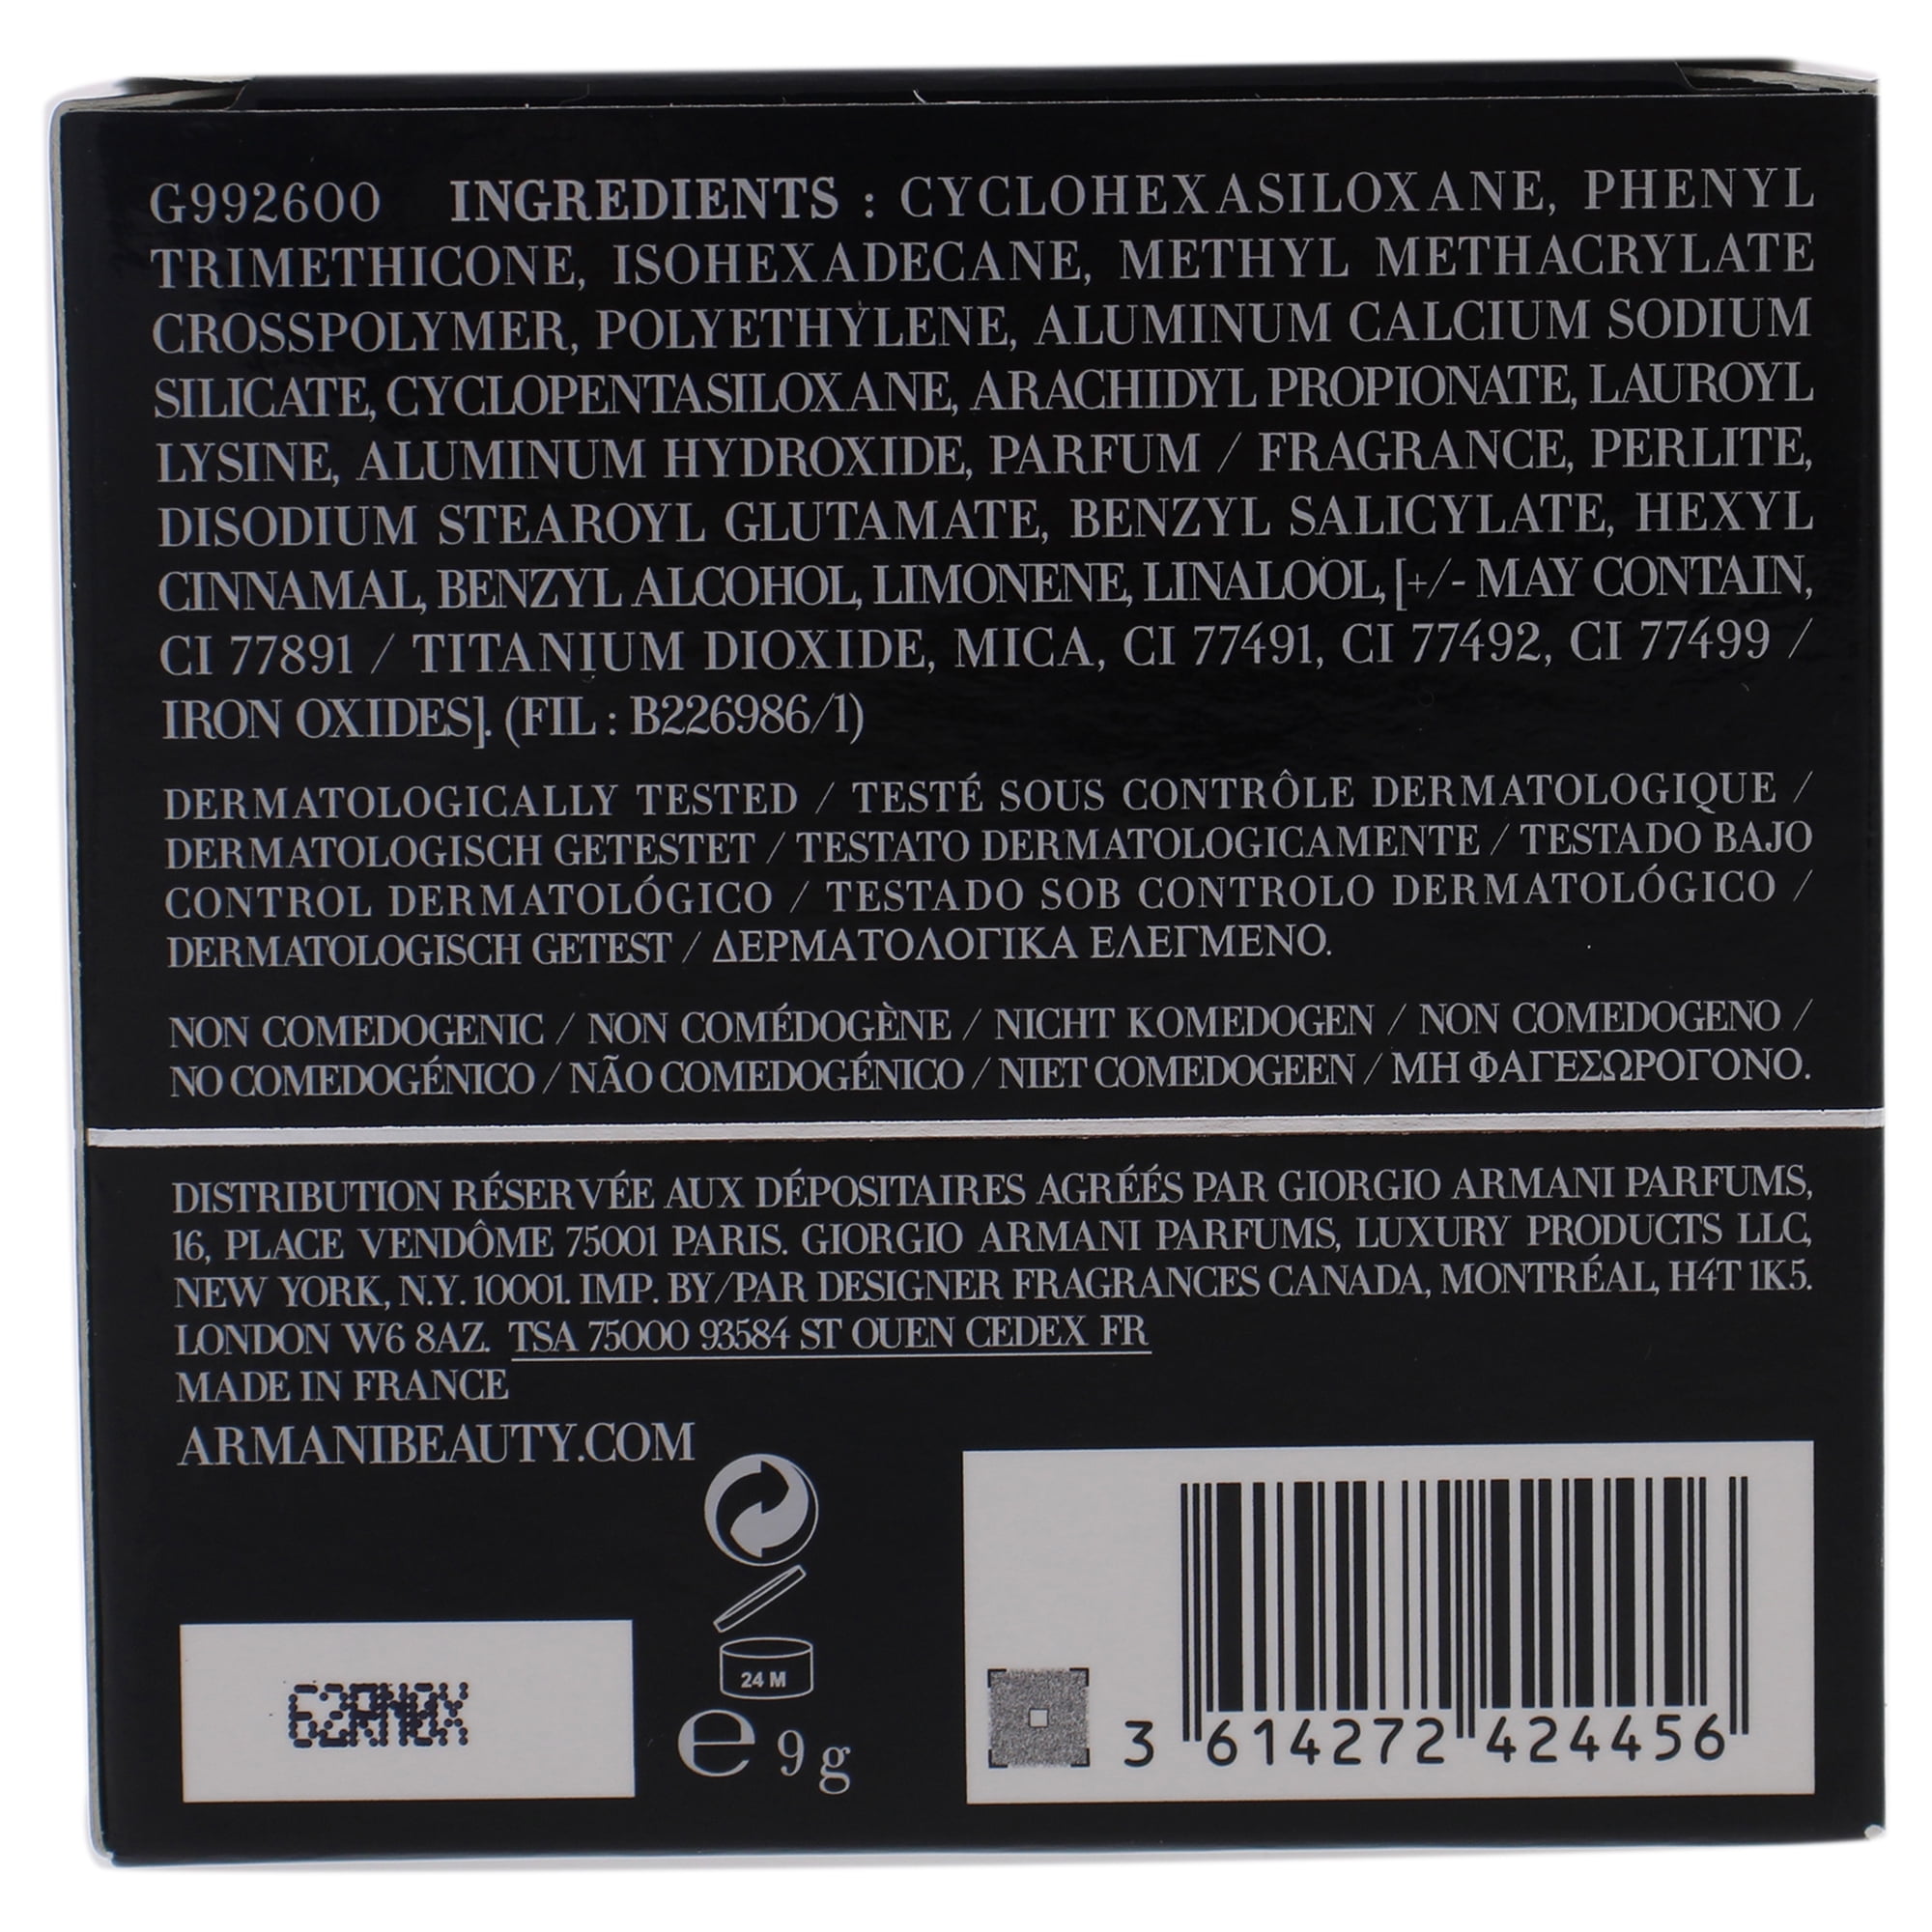 G992600 INGREDIENTS : CYCLOHEXASILOXANE, PHENYL
TRIMETHICONE, ISOHEXADECANE, METHYL METHACRYLATE
CROSSPOLYMER, POLYETHYLENE, ALUMINUM CALCIUM SODIUM
SILICATE, CYCLOPENTASILOXANE, ARACHIDYL PROPIONATE, LAUROYL
LYSINE, ALUMINUM HYDROXIDE, PARFUM / FRAGRANCE, PERLITE,
DISODIUM STEAROYL GLUTAMATE, BENZYL SALICYLATE, HEXYL
CINNAMAL, BENZYL ALCOHOL, LIMONENE, LINALOOL, [+/- MAY CONTAIN,
CI 77891 / TITANIUM DIOXIDE, MICA, CI 77491, CI 77492, CI 77499 /
IRON OXIDES]. (FIL : B226986/1)
DERMATOLOGICALLY TESTED / TESTÉ SOUS CONTRÔLE DERMATOLOGIQUE /
DERMATOLOGISCH GETESTET / TESTATO DERMATOLOGICAMENTE / TESTADO BAJO
CONTROL DERMATOLÓGICO / TESTADO SOB CONTROLO DERMATOLÓGICO /
DERMATOLOGISCH GETEST / ΔΕΡΜΑΤΟΛΟΓΙΚΑ ΕΛΕΓΜΕΝΟ.
NON COMEDOGENIC / NON COMÉDOGÈNE / NICHT KOMEDOGEN / NON COMEDOGENO /
NO COMEDOGÉNICO / NÃO COMEDOGÉNICO / NIET COMEDOGEEN / ΜΗ ΦΑΓΕΣΩΡΟΓΟΝΟ.
DISTRIBUTION RÉSERVÉE AUX DÉPOSITAIRES AGRÉÉS PAR GIORGIO ARMANI PARFUMS,
16, PLACE VENDÔME 75001 PARIS. GIORGIO ARMANI PARFUMS, LUXURY PRODUCTS LLC,
NEW YORK, N.Y. 10001. IMP. BY/PAR DESIGNER FRAGRANCES CANADA, MONTRÉAL, H4T 1K5.
LONDON W6 8AZ. TSA 75000 93584 ST OUEN CEDEX FR
MADE IN FRANCE
ARMANIBEAUTY.COM
24 M
e 9 g
3 614272 424456